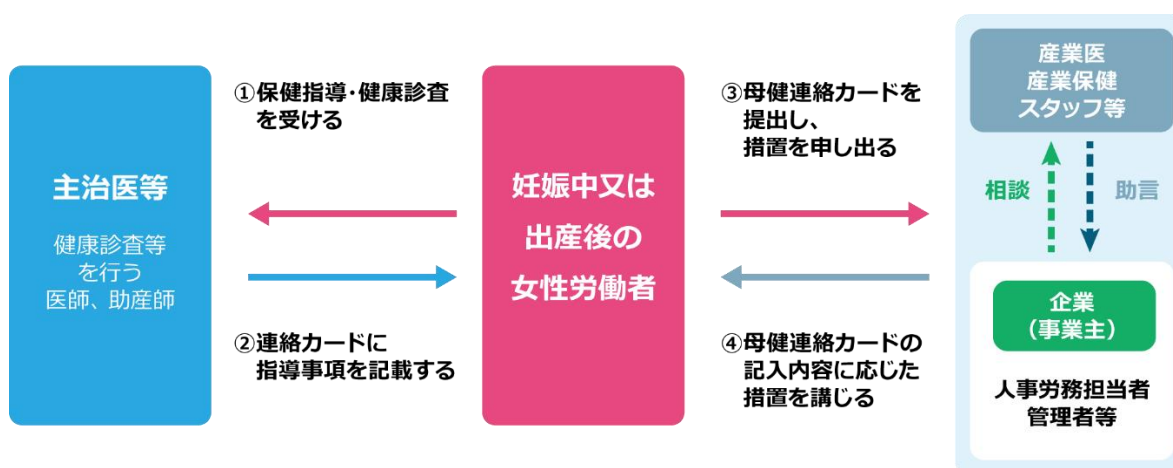 主治医等
健康診査等
を行う
医師、助産師
①保健指導・健康診査
を受ける
②連絡カードに
指導事項を記載する
妊娠中又は
出産後の
女性労働者
③母健連絡カードを
提出し、
措置を申し出る
④母健連絡カードの
記入内容に応じた
措置を講じる
産業医
産業保健
スタッフ等
相談
助言
企業
（事業主）
人事労務担当者
管理者等